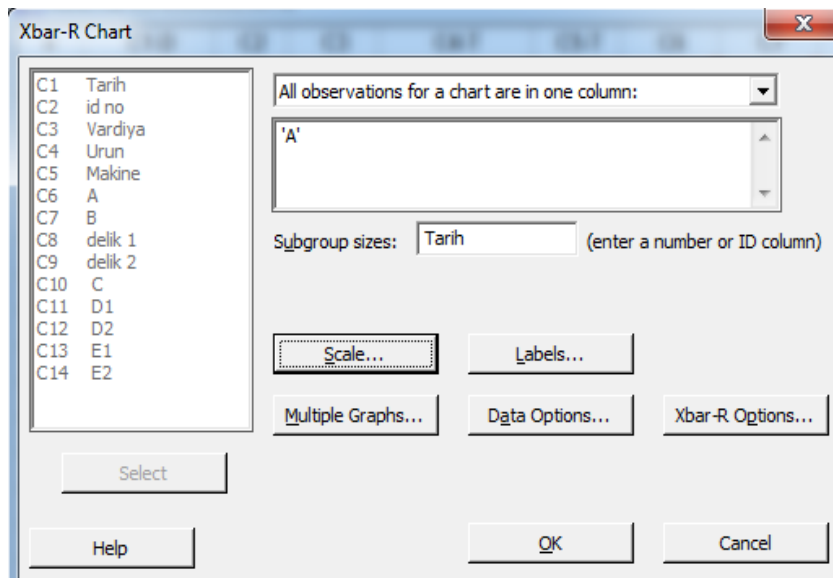 Xbar-R Chart
C1 Tarih
C2 id no
C3 Vardiya
C4 Urun
C5 Makine
C6 A
C7 B
C8 delik 1
C9 delik 2
C10 C
C11 D1
C12 D2
C13 E1
C14 E2
All observations for a chart are in one column:
'A'
Subgroup sizes: Tarih (enter a number or ID column)
Scale... Labels...
Multiple Graphs... Data Options... Xbar-R Options...
Select
Help OK Cancel